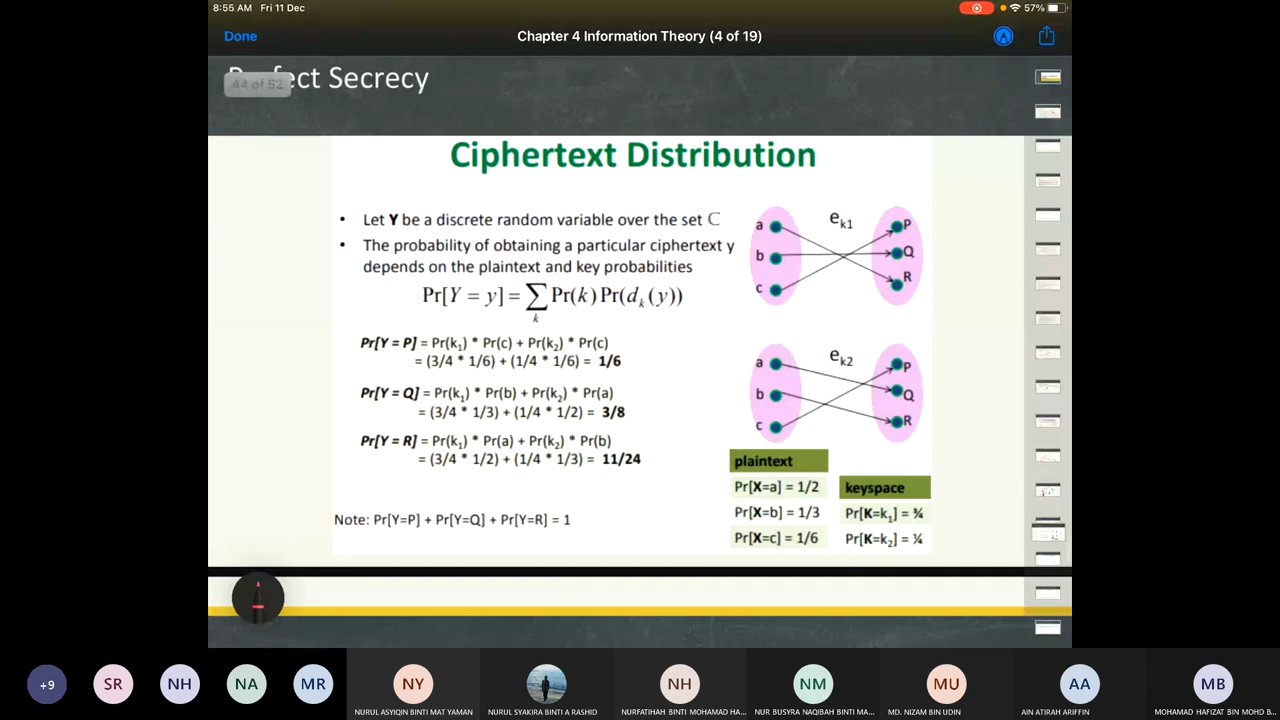 8:55 AM Fri 11 Dec
57%
Done
Chapter 4 Information Theory (4 of 19)
Perfect Secrecy
44 of 52
Ciphertext Distribution
• Let Y be a discrete random variable over the set C
• The probability of obtaining a particular ciphertext y
depends on the plaintext and key probabilities
Pr[Y = y] = ∑ Pr(k) Pr(dₖ(y))
k
Pr[Y = P] = Pr(k₁) * Pr(c) + Pr(k₂) * Pr(c)
= (3/4 * 1/6) + (1/4 * 1/6) = 1/6
Pr[Y = Q] = Pr(k₁) * Pr(b) + Pr(k₂) * Pr(a)
= (3/4 * 1/3) + (1/4 * 1/2) = 3/8
Pr[Y = R] = Pr(k₁) * Pr(a) + Pr(k₂) * Pr(b)
= (3/4 * 1/2) + (1/4 * 1/3) = 11/24
Note: Pr[Y=P] + Pr[Y=Q] + Pr[Y=R] = 1
eₖ₁
a P
b Q
c R
eₖ₂
a P
b Q
c R
plaintext
Pr[X=a] = 1/2
Pr[X=b] = 1/3
Pr[X=c] = 1/6
keyspace
Pr[K=k₁] = ¾
Pr[K=k₂] = ¼
+9 SR NH NA MR NY NH NM MU AA MB
NURUL ASYIQIN BINTI MAT YAMAN
NURUL SYAKIRA BINTI A RASHID
NURFATIHAH BINTI MOHAMAD HA...
NUR BUSYRA NAQIBAH BINTI MA...
MD. NIZAM BIN UDIN
AIN ATIRAH ARIFFIN
MOHAMAD HAFIZAT BIN MOHD B...